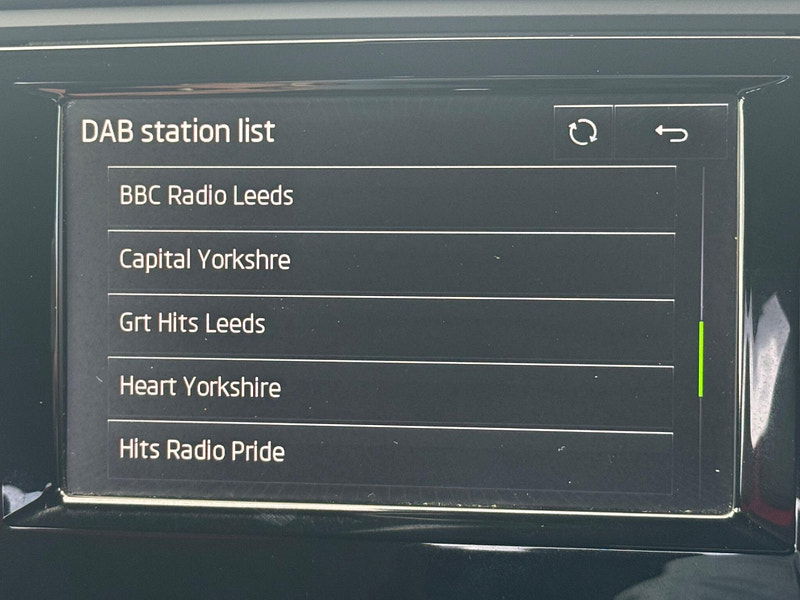 DAB station list
BBC Radio Leeds
Capital Yorkshre
Grt Hits Leeds
Heart Yorkshire
Hits Radio Pride